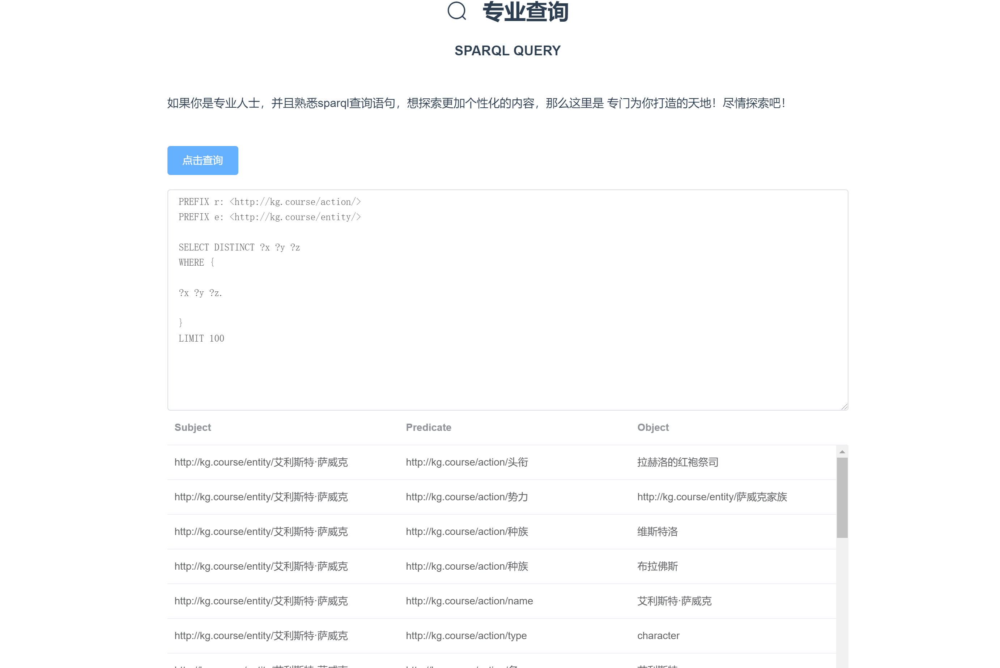 专业查询
SPARQL QUERY
如果你是专业人士，并且熟悉sparql查询语句，想探索更加个性化的内容，那么这里是 专门为你打造的天地！尽情探索吧！
点击查询
PREFIX r: <http://kg.course/action/>
PREFIX e: <http://kg.course/entity/>
SELECT DISTINCT ?x ?y ?z
WHERE {
?x ?y ?z.
}
LIMIT 100
Subject Predicate Object
http://kg.course/entity/艾利斯特·萨威克 http://kg.course/action/头衔 拉赫洛的红袍祭司
http://kg.course/entity/艾利斯特·萨威克 http://kg.course/action/势力 http://kg.course/entity/萨威克家族
http://kg.course/entity/艾利斯特·萨威克 http://kg.course/action/种族 维斯特洛
http://kg.course/entity/艾利斯特·萨威克 http://kg.course/action/种族 布拉佛斯
http://kg.course/entity/艾利斯特·萨威克 http://kg.course/action/name 艾利斯特·萨威克
http://kg.course/entity/艾利斯特·萨威克 http://kg.course/action/type character